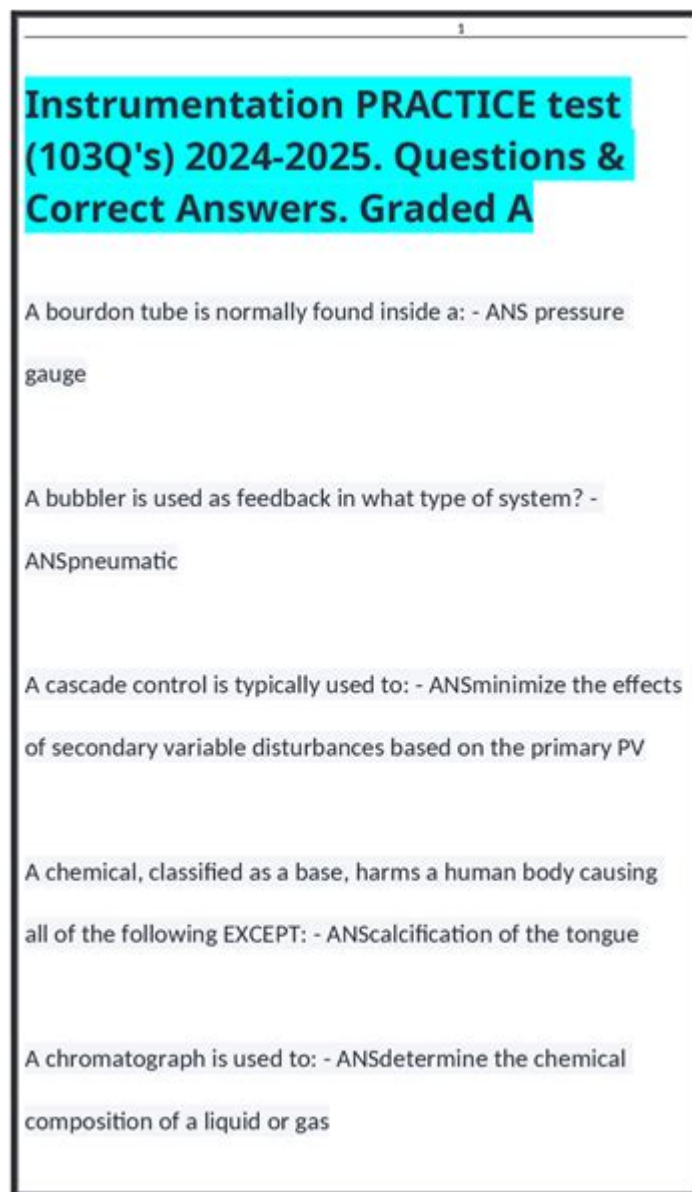 1
Instrumentation PRACTICE test
(103Q's) 2024-2025. Questions &
Correct Answers. Graded A
A bourdon tube is normally found inside a: - ANS pressure
gauge
A bubbler is used as feedback in what type of system? -
ANSpneumatic
A cascade control is typically used to: - ANSminimize the effects
of secondary variable disturbances based on the primary PV
A chemical, classified as a base, harms a human body causing
all of the following EXCEPT: - ANScalcification of the tongue
A chromatograph is used to: - ANSdetermine the chemical
composition of a liquid or gas